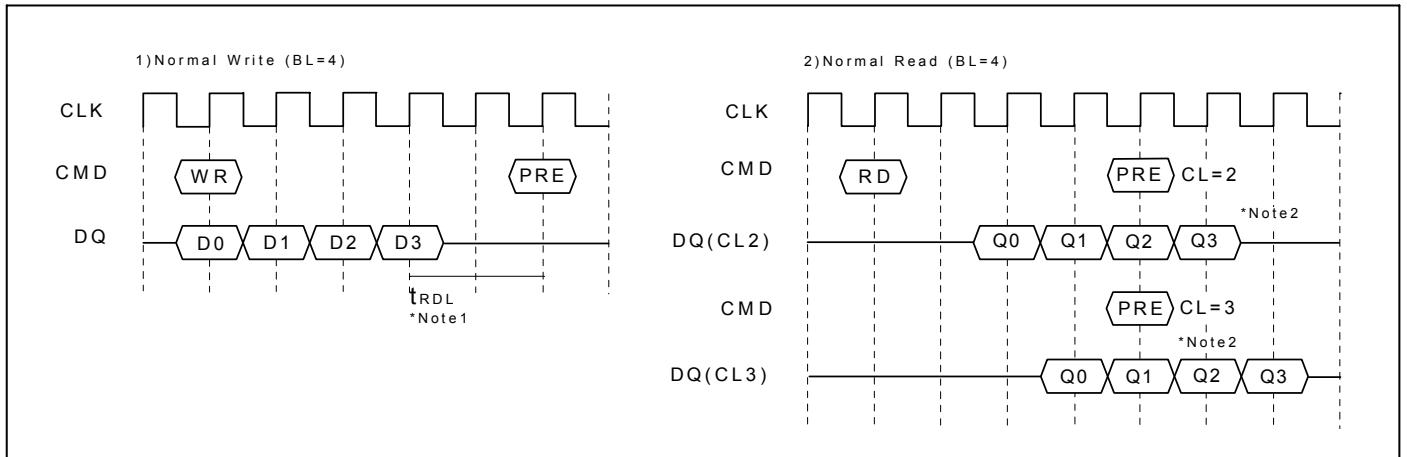 1)Normal Write (BL=4)
CLK
CMD
WR
PRE
DQ
D0
D1
D2
D3
tRDL
*Note1
2)Normal Read (BL=4)
CLK
CMD
RD
PRE
CL=2
*Note2
DQ(CL2)
Q0
Q1
Q2
Q3
CMD
PRE
CL=3
*Note2
DQ(CL3)
Q0
Q1
Q2
Q3